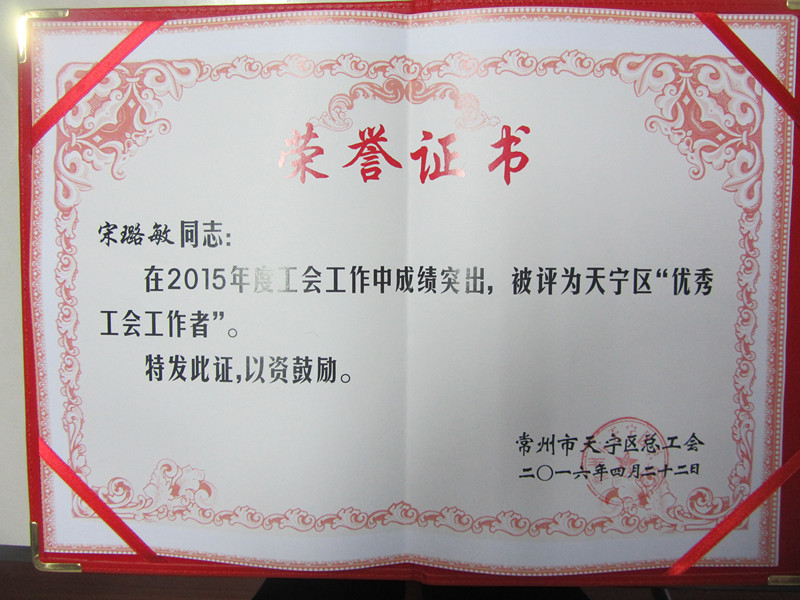 荣誉证书
宋璐敏同志：
在2015年度工会工作中成绩突出，被评为天宁区“优秀
工会工作者”。
特发此证，以资鼓励。
常州市天宁区总工会
二〇一六年四月二十二日